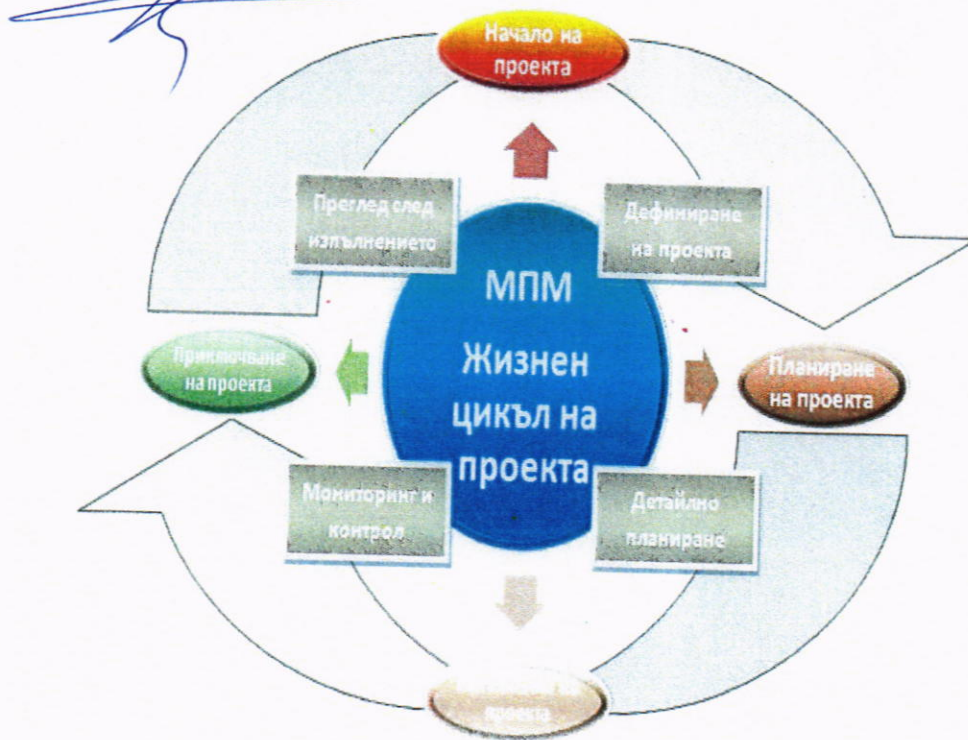 Начало на
проекта
Преглед след
изпълнението
Дефиниране
на проекта
МПМ
Жизнен
цикъл на
проекта
Приключване
на проекта
Планиране
на проекта
Мониторинг и
контрол
Детайлно
планиране
проекта